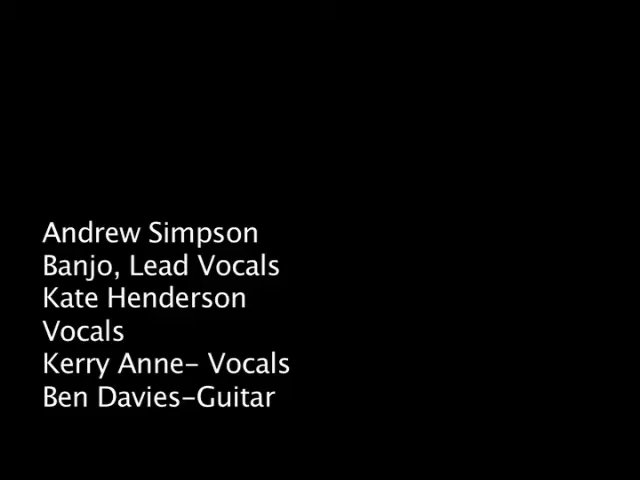 Andrew Simpson
Banjo, Lead Vocals
Kate Henderson
Vocals
Kerry Anne- Vocals
Ben Davies-Guitar